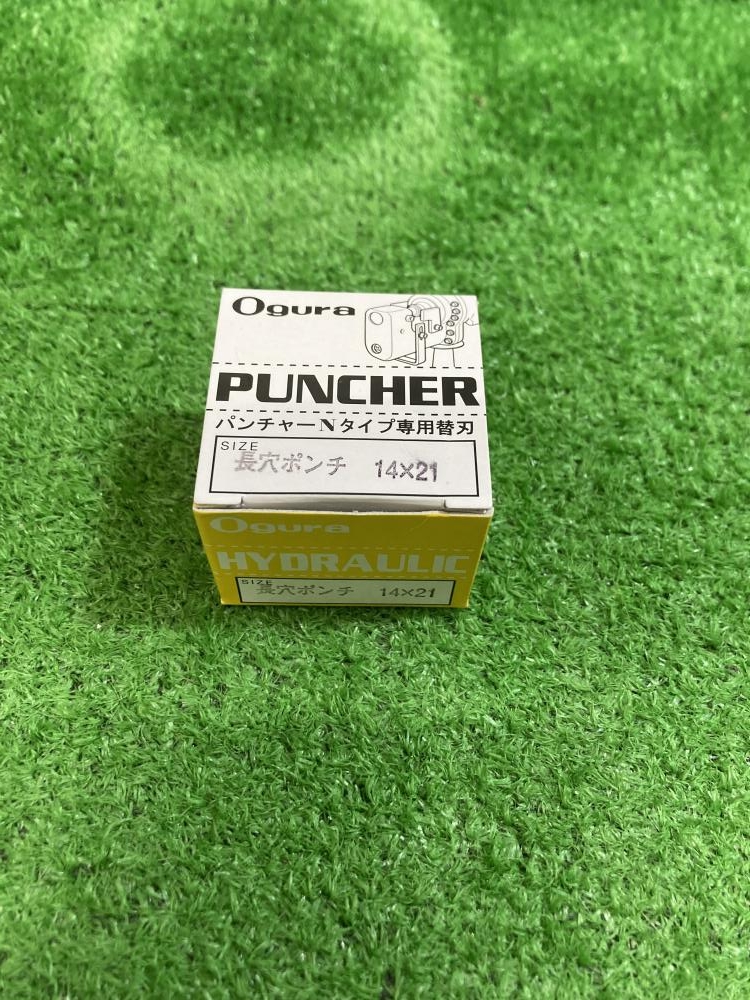 Ogura
PUNCHER
パンチャーNタイプ専用替刃
SIZE
長穴ポンチ 14×21
Ogura
HYDRAULIC
SIZE
長穴ポンチ 14×21